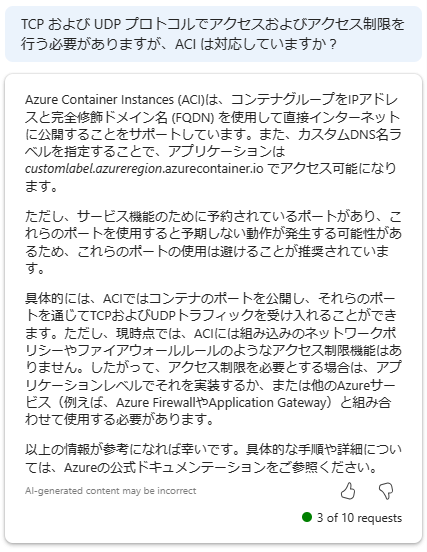 TCP および UDP プロトコルでアクセスおよびアクセス制限を
行う必要がありますが、ACI は対応していますか？
Azure Container Instances (ACI)は、コンテナグループをIPアドレ
スと完全修飾ドメイン名 (FQDN) を使用して直接インターネット
に公開することをサポートしています。また、カスタムDNS名ラ
ベルを指定することで、アプリケーションは
customlabel.azureregion.azurecontainer.io でアクセス可能になり
ます。
ただし、サービス機能のために予約されているポートがあり、こ
れらのポートを使用すると予期しない動作が発生する可能性があ
るため、これらのポートの使用は避けることが推奨されていま
す。
具体的には、ACIではコンテナのポートを公開し、それらのポー
トを通じてTCPおよびUDPトラフィックを受け入れることができ
ます。ただし、現時点では、ACIには組み込みのネットワークポ
リシーやファイアウォールルールのようなアクセス制限機能はあ
りません。したがって、アクセス制限を必要とする場合は、アプ
リケーションレベルでそれを実装するか、または他のAzureサー
ビス（例えば、Azure FirewallやApplication Gateway）と組み合
わせて使用する必要があります。
以上の情報が参考になれば幸いです。具体的な手順や詳細につい
ては、Azureの公式ドキュメンテーションをご参照ください。
AI-generated content may be incorrect
3 of 10 requests